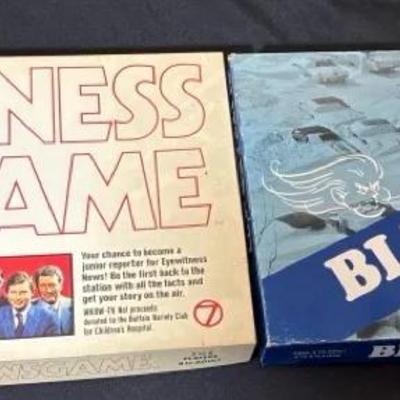 NESS
AME
Your chance to become a
junior reporter for Eyewitness
News! Be the first back to the
station with all the facts and
get your story on the air.
WKBW-TV Net proceeds
donated to the Buffalo Variety Club
for Children's Hospital.
7
NSGAME
PLAYERS
BI
B